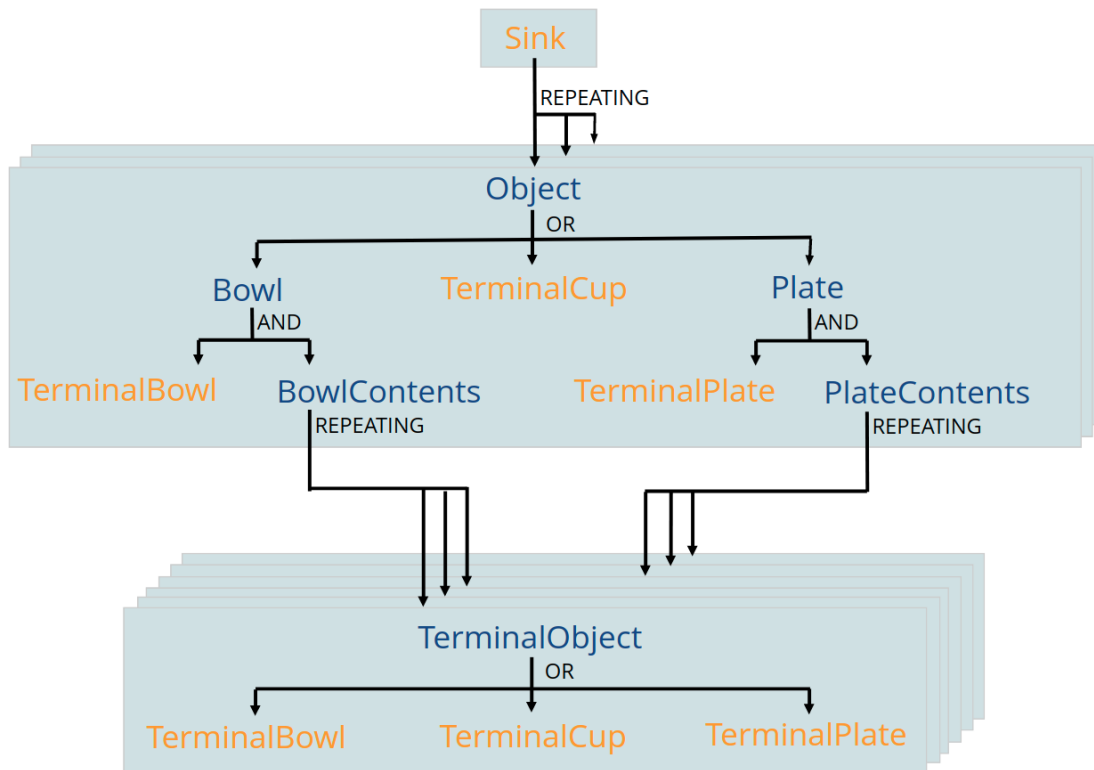 Sink
REPEATING
Object
OR
Bowl TerminalCup Plate
AND AND
TerminalBowl BowlContents TerminalPlate PlateContents
REPEATING REPEATING
TerminalObject
OR
TerminalBowl TerminalCup TerminalPlate